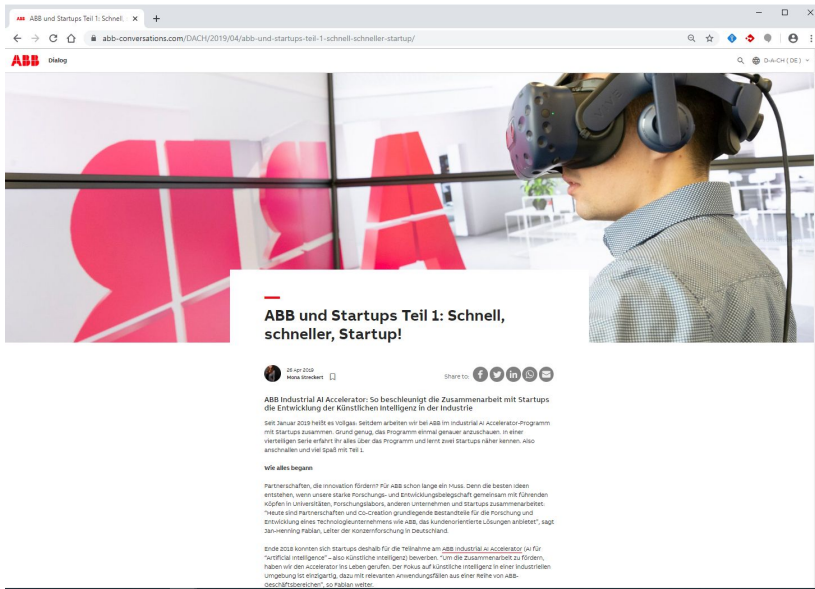 ABB und Startups Teil 1: Schnell,
abb-conversations.com/DACH/2019/04/abb-und-startups-teil-1-schnell-schneller-startup/
ABB Dialog
D-A-CH ( DE )
VIVE
ABB und Startups Teil 1: Schnell,
schneller, Startup!
26 Apr 2019
Mona Streckert
Share to:
ABB Industrial AI Accelerator: So beschleunigt die Zusammenarbeit mit Startups
die Entwicklung der Künstlichen Intelligenz in der Industrie
Seit Januar 2019 heißt es Vollgas: Seitdem arbeiten wir bei ABB im Industrial AI Accelerator-Programm
mit Startups zusammen. Grund genug, das Programm einmal genauer anzuschauen. In einer
vierteiligen Serie erfahrt ihr alles über das Programm und lernt zwei Startups näher kennen. Also
anschnallen und viel Spaß mit Teil 1.
Wie alles begann
Partnerschaften, die Innovation fördern? Für ABB schon lange ein Muss. Denn die besten Ideen
entstehen, wenn unsere starke Forschungs- und Entwicklungsbelegschaft gemeinsam mit führenden
Köpfen in Universitäten, Forschungslabors, anderen Unternehmen und Startups zusammenarbeitet:
"Heute sind Partnerschaften und Co-Creation grundlegende Bestandteile für die Forschung und
Entwicklung eines Technologieunternehmens wie ABB, das kundenorientierte Lösungen anbietet", sagt
Jan-Henning Fabian, Leiter der Konzernforschung in Deutschland.
Ende 2018 konnten sich Startups deshalb für die Teilnahme am ABB Industrial AI Accelerator (AI für
"Artificial Intelligence" – also Künstliche Intelligenz) bewerben. "Um die Zusammenarbeit zu fördern,
haben wir den Accelerator ins Leben gerufen. Der Fokus auf künstliche Intelligenz in einer industriellen
Umgebung ist einzigartig, dazu mit relevanten Anwendungsfällen aus einer Reihe von ABB-
Geschäftsbereichen", so Fabian weiter.